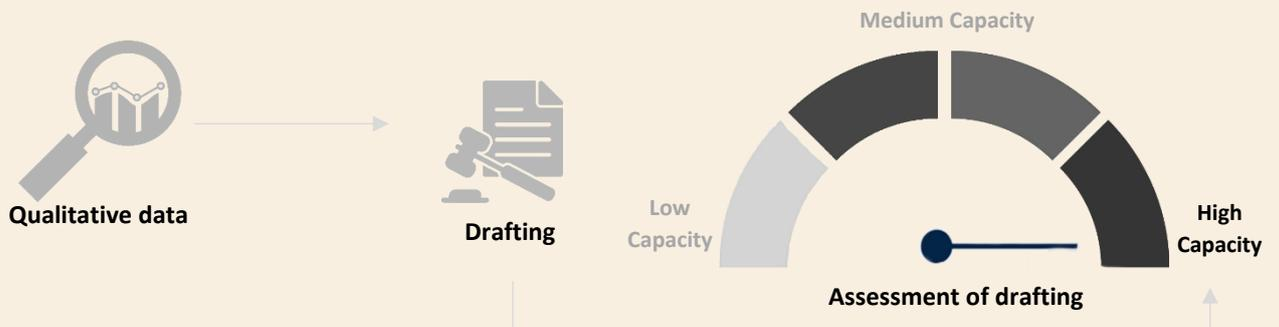 Medium Capacity
Low
Capacity
High
Capacity
Qualitative data
Drafting
Assessment of drafting